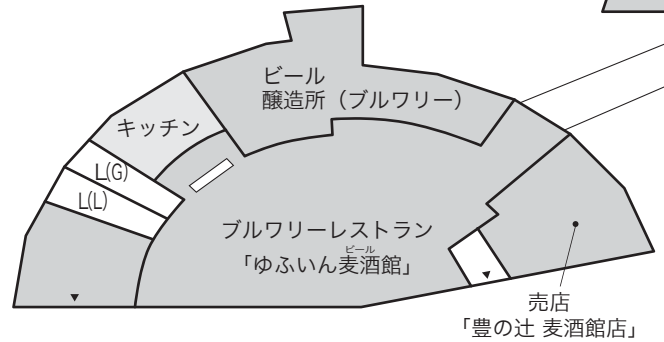 ビール
醸造所（ブルワリー）
キッチン
L(G)
L(L)
ブルワリーレストラン
ビール
「ゆふいん麦酒館」
売店
「豊の辻 麦酒館店」